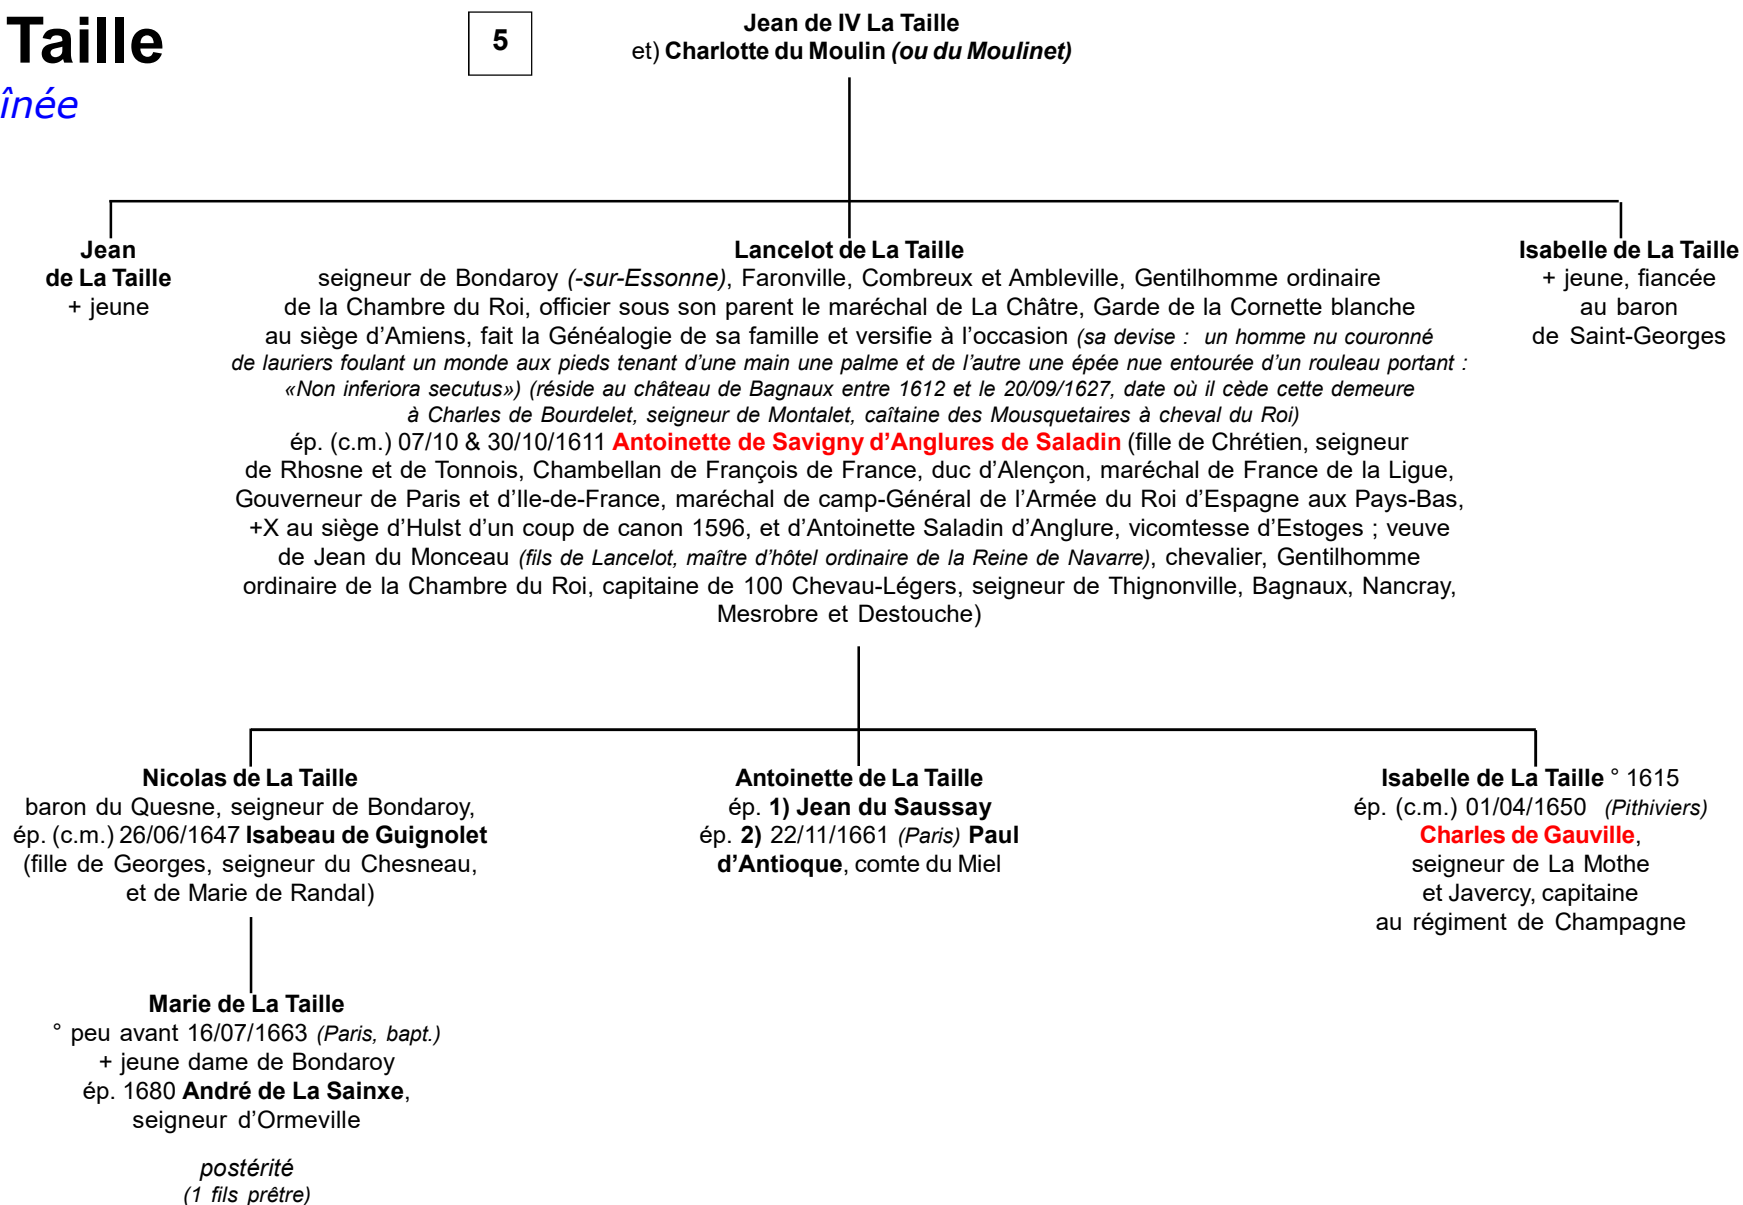 Taille
înée
5
Jean de IV La Taille
et) Charlotte du Moulin (ou du Moulinet)
Jean
de La Taille
+ jeune
Lancelot de La Taille
seigneur de Bondaroy (-sur-Essonne), Faronville, Combreux et Ambleville, Gentilhomme ordinaire
de la Chambre du Roi, officier sous son parent le maréchal de La Châtre, Garde de la Cornette blanche
au siège d’Amiens, fait la Généalogie de sa famille et versifie à l’occasion (sa devise : un homme nu couronné
de lauriers foulant un monde aux pieds tenant d’une main une palme et de l’autre une épée nue entourée d’un rouleau portant :
«Non inferiora secutus») (réside au château de Bagnaux entre 1612 et le 20/09/1627, date où il cède cette demeure
à Charles de Bourdelet, seigneur de Montalet, caîtaine des Mousquetaires à cheval du Roi)
ép. (c.m.) 07/10 & 30/10/1611 Antoinette de Savigny d’Anglures de Saladin (fille de Chrétien, seigneur
de Rhosne et de Tonnois, Chambellan de François de France, duc d’Alençon, maréchal de France de la Ligue,
Gouverneur de Paris et d’Ile-de-France, maréchal de camp-Général de l’Armée du Roi d’Espagne aux Pays-Bas,
+X au siège d’Hulst d’un coup de canon 1596, et d’Antoinette Saladin d’Anglure, vicomtesse d’Estoges ; veuve
de Jean du Monceau (fils de Lancelot, maître d’hôtel ordinaire de la Reine de Navarre), chevalier, Gentilhomme
ordinaire de la Chambre du Roi, capitaine de 100 Chevau-Légers, seigneur de Thignonville, Bagnaux, Nancray,
Mesrobre et Destouche)
Isabelle de La Taille
+ jeune, fiancée
au baron
de Saint-Georges
Nicolas de La Taille
baron du Quesne, seigneur de Bondaroy,
ép. (c.m.) 26/06/1647 Isabeau de Guignolet
(fille de Georges, seigneur du Chesneau,
et de Marie de Randal)
Antoinette de La Taille
ép. 1) Jean du Saussay
ép. 2) 22/11/1661 (Paris) Paul
d’Antioque, comte du Miel
Isabelle de La Taille ° 1615
ép. (c.m.) 01/04/1650 (Pithiviers)
Charles de Gauville,
seigneur de La Mothe
et Javercy, capitaine
au régiment de Champagne
Marie de La Taille
° peu avant 16/07/1663 (Paris, bapt.)
+ jeune dame de Bondaroy
ép. 1680 André de La Sainxe,
seigneur d’Ormeville
postérité
(1 fils prêtre)